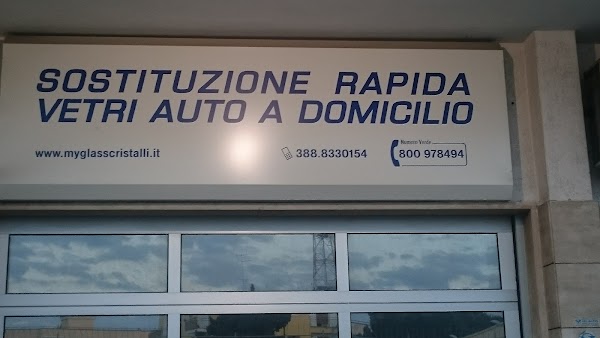 SOSTITUZIONE RAPIDA
VETRI AUTO A DOMICILIO
www.myglasscristalli.it 388.8330154 Numero Verde 800 978494